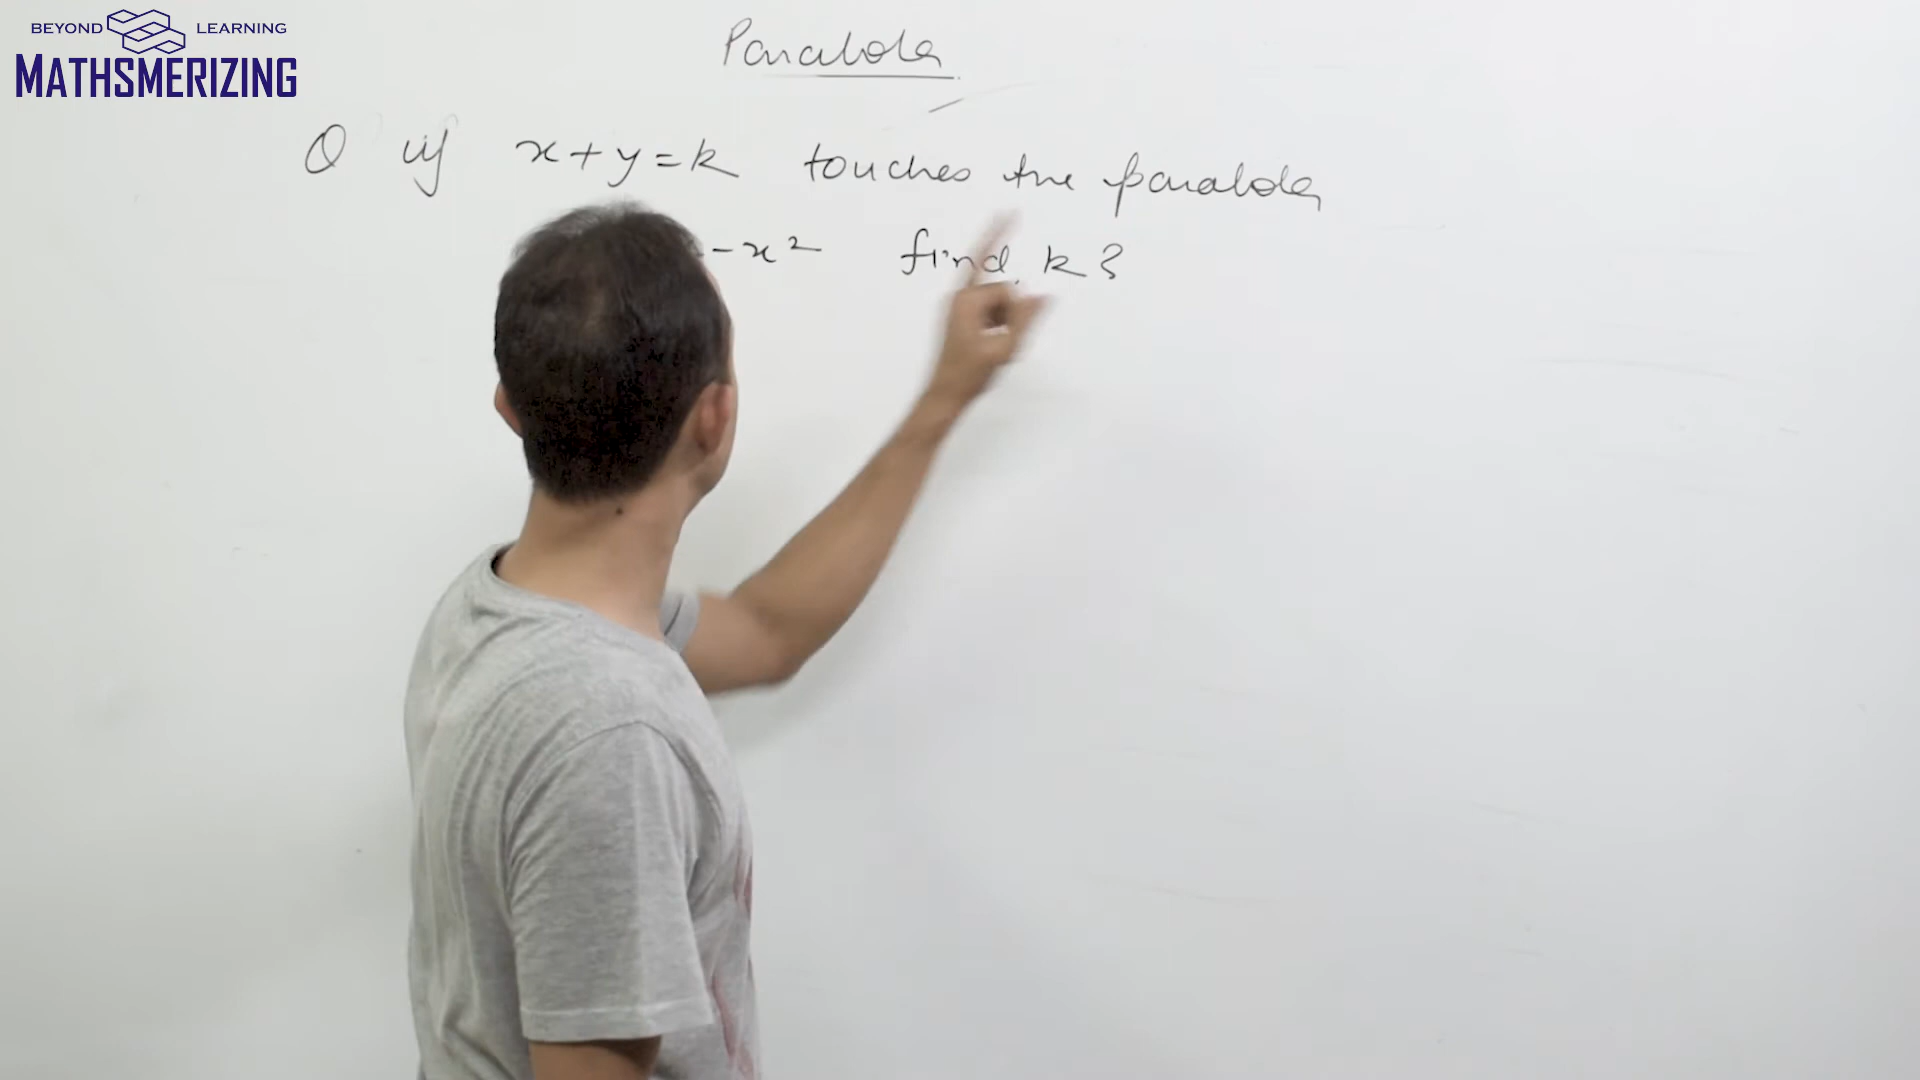 BEYOND LEARNING
MATHSMERIZING
Parabola
Q if x+y=k touches the parabola
-x² find k?